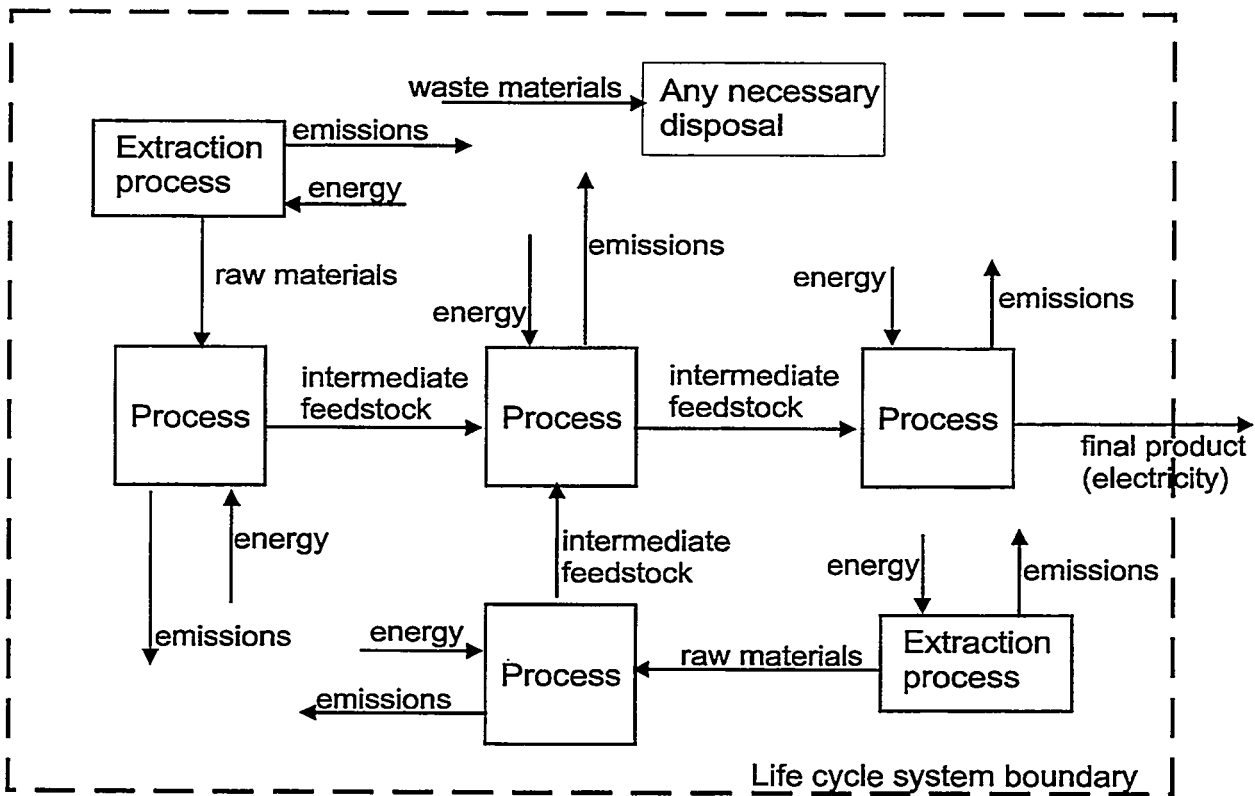 waste materials
Any necessary
disposal
Extraction
process
emissions
energy
raw materials
energy
emissions
energy
emissions
Process
intermediate
feedstock
Process
intermediate
feedstock
Process
final product
(electricity)
energy
emissions
intermediate
feedstock
energy
emissions
energy
emissions
Process
raw materials
Extraction
process
Life cycle system boundary